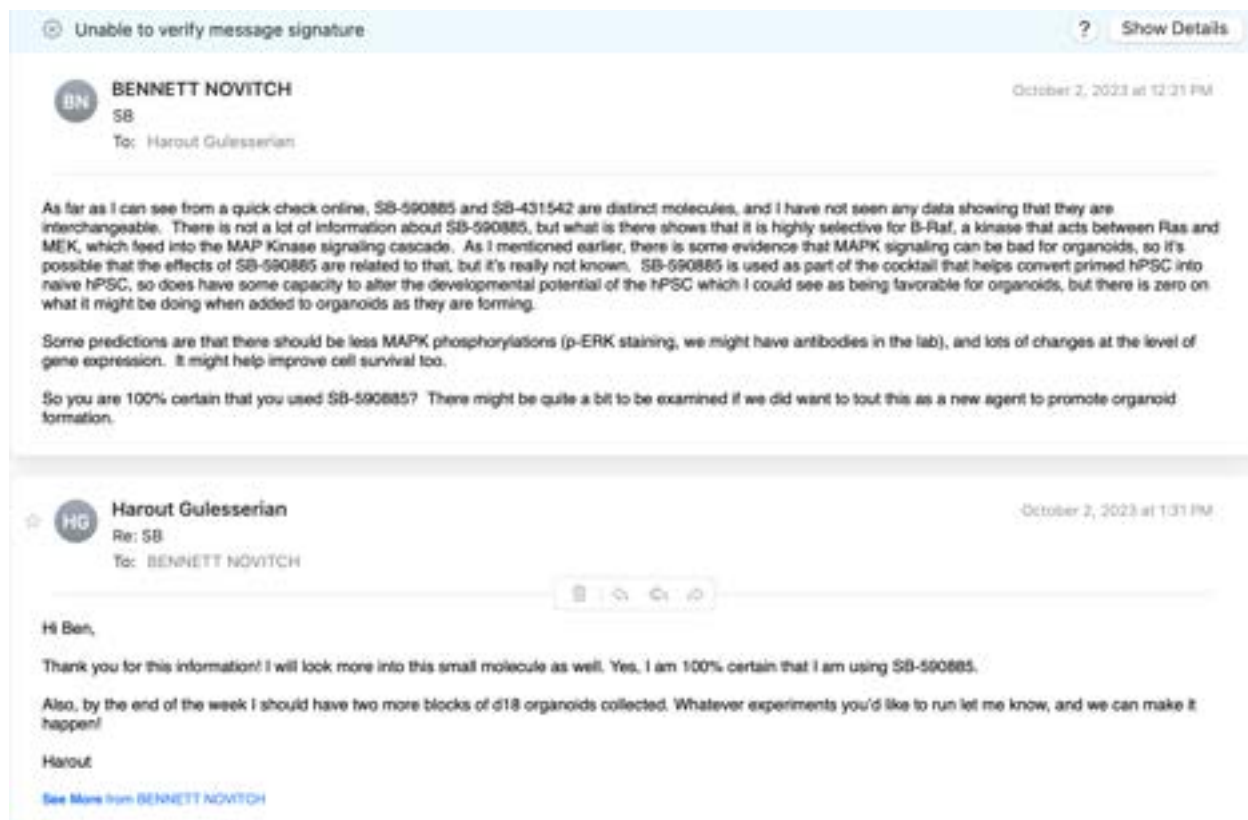 Unable to verify message signature
? Show Details
BN BENNETT NOVITCH October 2, 2023 at 12:21 PM
SB
To: Harout Gulesserian
As far as I can see from a quick check online, SB-590885 and SB-431542 are distinct molecules, and I have not seen any data showing that they are
interchangeable. There is not a lot of information about SB-590885, but what is there shows that it is highly selective for B-Raf, a kinase that acts between Ras and
MEK, which feed into the MAP Kinase signaling cascade. As I mentioned earlier, there is some evidence that MAPK signaling can be bad for organoids, so it's
possible that the effects of SB-590885 are related to that, but it's really not known. SB-590885 is used as part of the cocktail that helps convert primed hPSC into
naive hPSC, so does have some capacity to alter the developmental potential of the hPSC which I could see as being favorable for organoids, but there is zero on
what it might be doing when added to organoids as they are forming.
Some predictions are that there should be less MAPK phosphorylations (p-ERK staining, we might have antibodies in the lab), and lots of changes at the level of
gene expression. It might help improve cell survival too.
So you are 100% certain that you used SB-590885? There might be quite a bit to be examined if we did want to tout this as a new agent to promote organoid
formation.
HG Harout Gulesserian October 2, 2023 at 1:31 PM
Re: SB
To: BENNETT NOVITCH
Hi Ben,
Thank you for this information! I will look more into this small molecule as well. Yes, I am 100% certain that I am using SB-590885.
Also, by the end of the week I should have two more blocks of d18 organoids collected. Whatever experiments you'd like to run let me know, and we can make it
happen!
Harout
See More from BENNETT NOVITCH